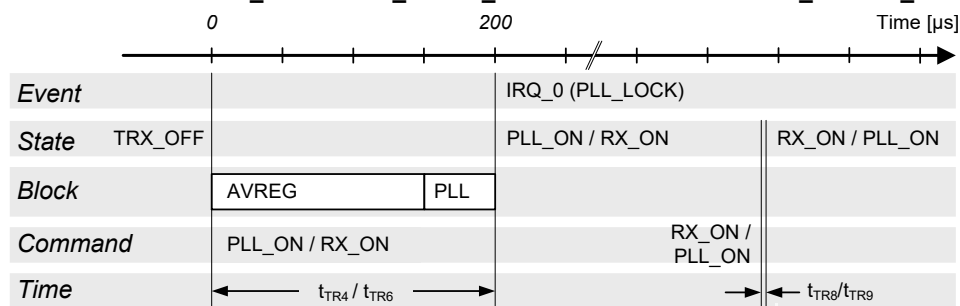 0 200 Time [µs]
Event IRQ_0 (PLL_LOCK)
State TRX_OFF PLL_ON / RX_ON RX_ON / PLL_ON
Block AVREG PLL
Command PLL_ON / RX_ON RX_ON /
PLL_ON
Time tTR4 / tTR6 tTR8/tTR9